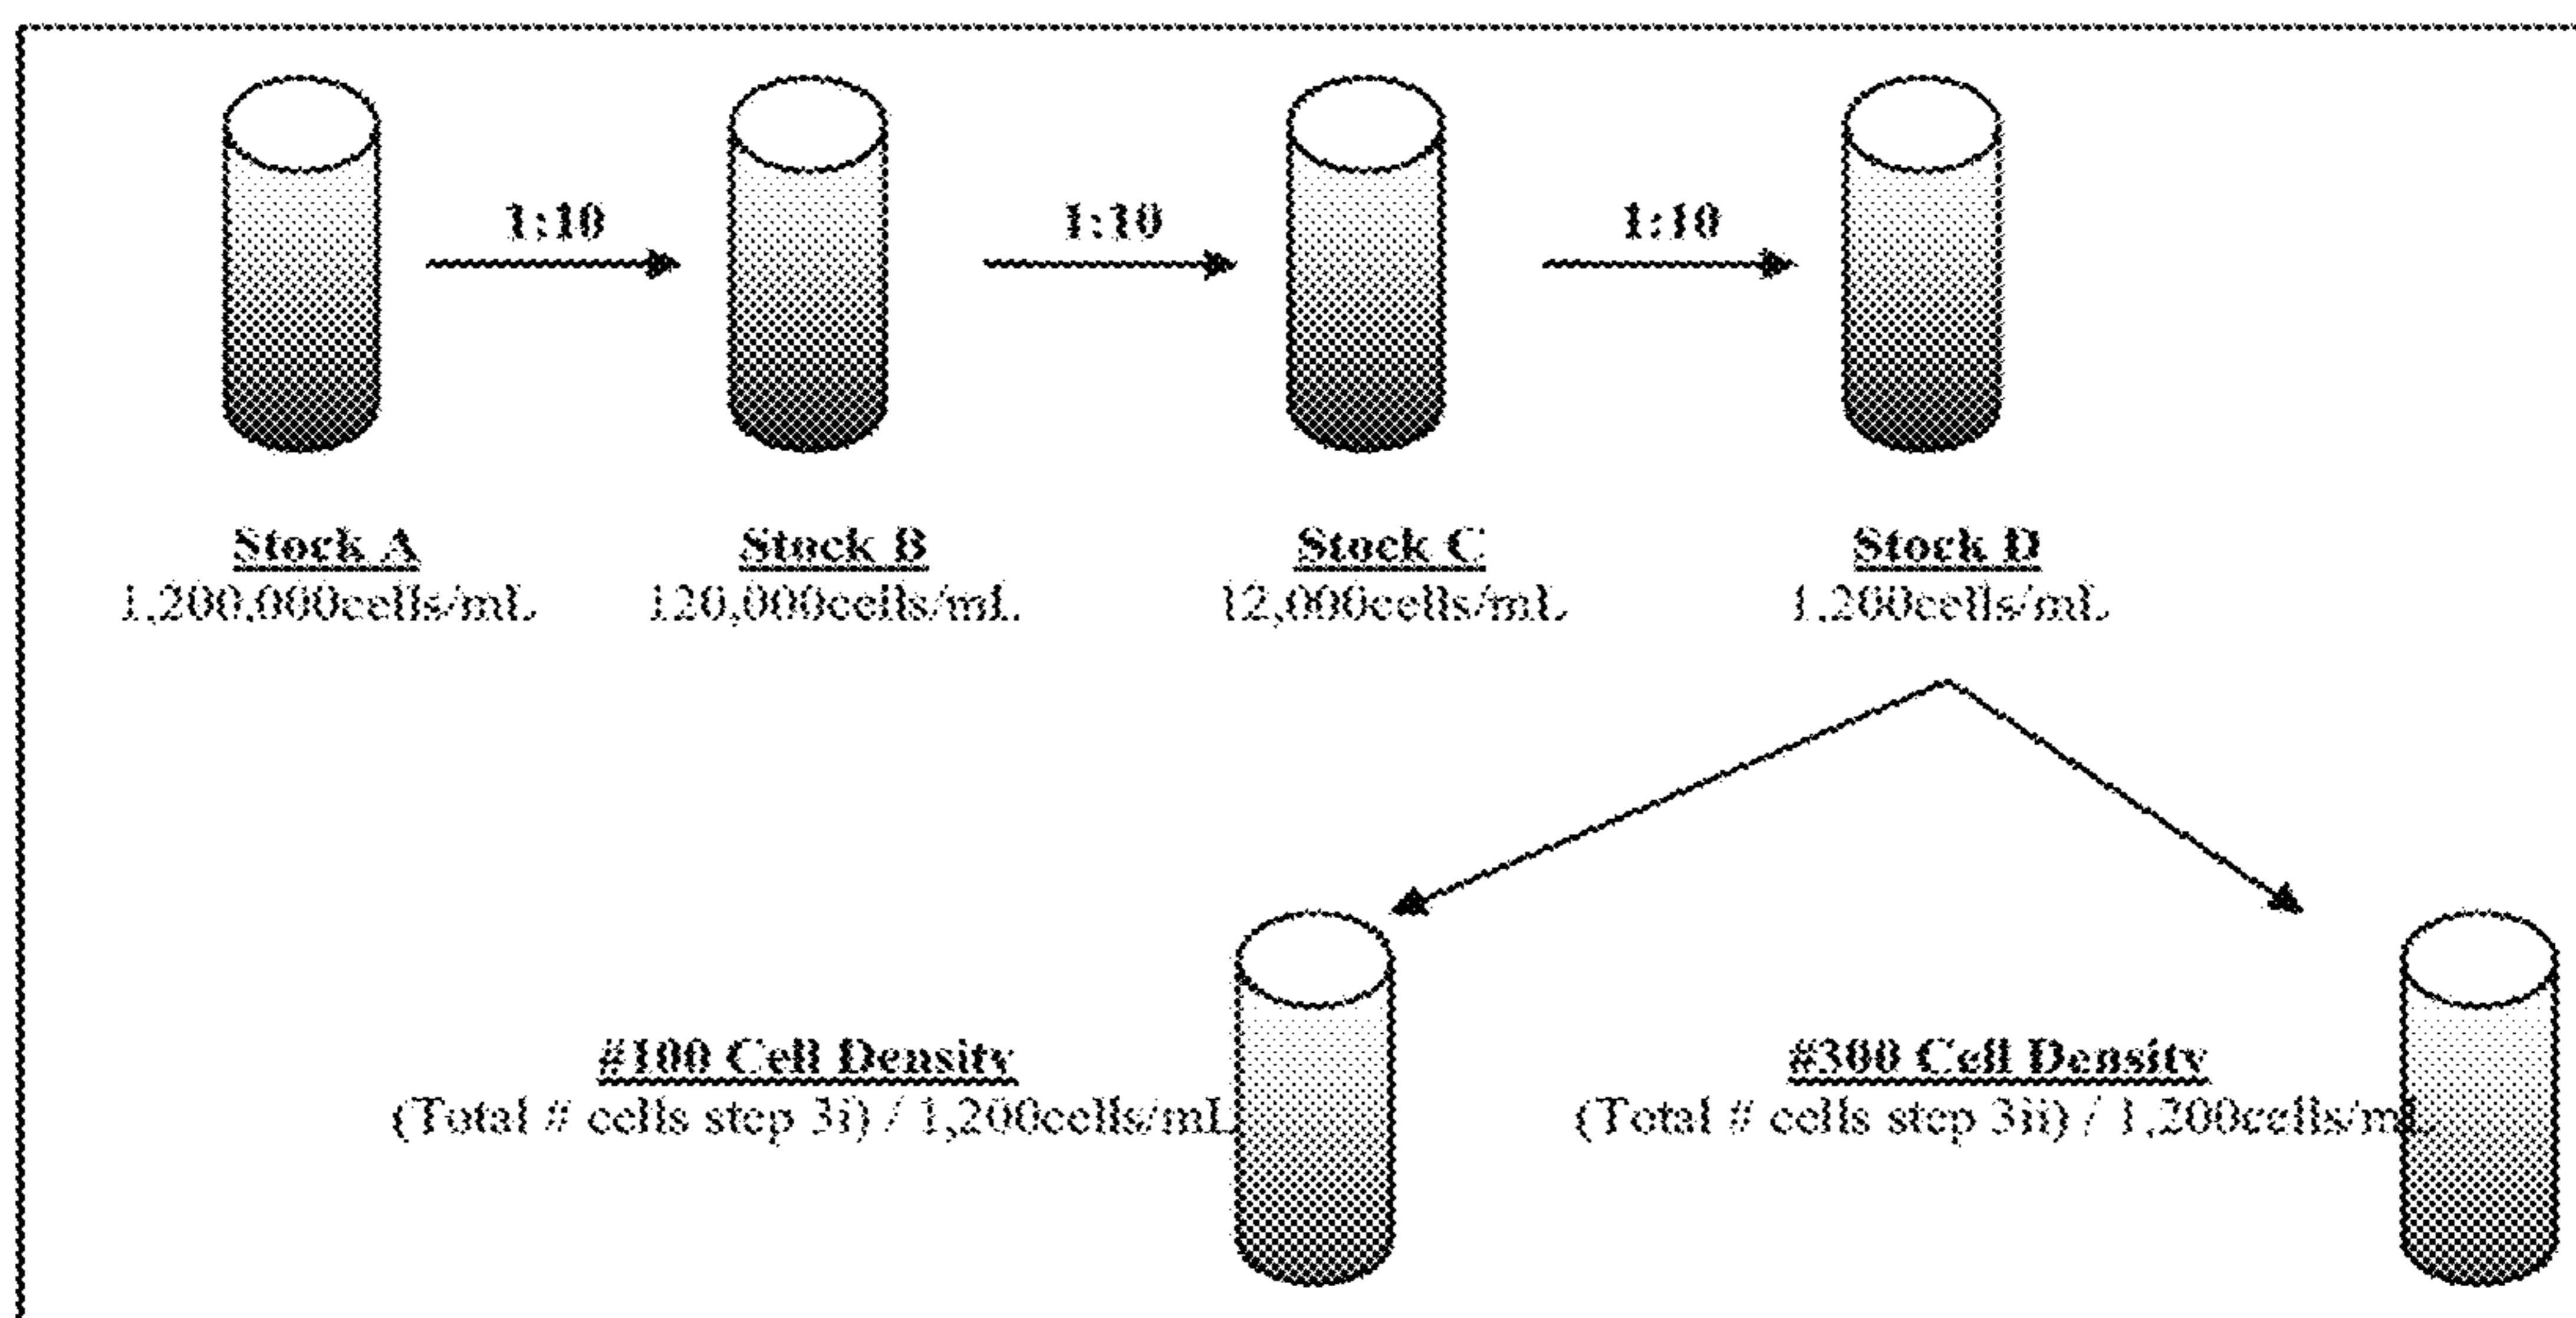 1:10
1:10
1:10
Stock A
1,200,000cells/mL
Stock B
120,000cells/mL
Stock C
12,000cells/mL
Stock D
1,200cells/mL
#100 Cell Density
(Total # cells step 3i) / 1,200cells/mL
#300 Cell Density
(Total # cells step 3ii) / 1,200cells/mL